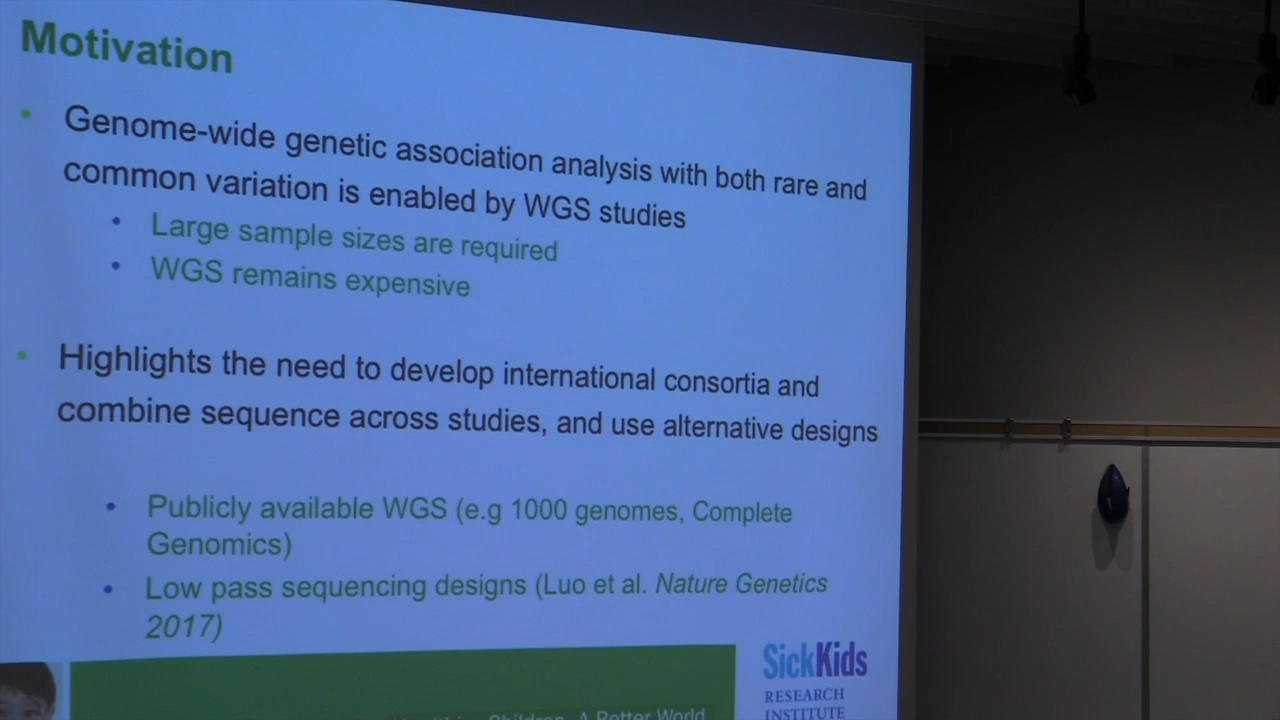 Motivation
• Genome-wide genetic association analysis with both rare and
common variation is enabled by WGS studies
• Large sample sizes are required
• WGS remains expensive
• Highlights the need to develop international consortia and
combine sequence across studies, and use alternative designs
• Publicly available WGS (e.g 1000 genomes, Complete
Genomics)
• Low pass sequencing designs (Luo et al. Nature Genetics
2017)
SickKids
RESEARCH
INSTITUTE
Children. A Better World